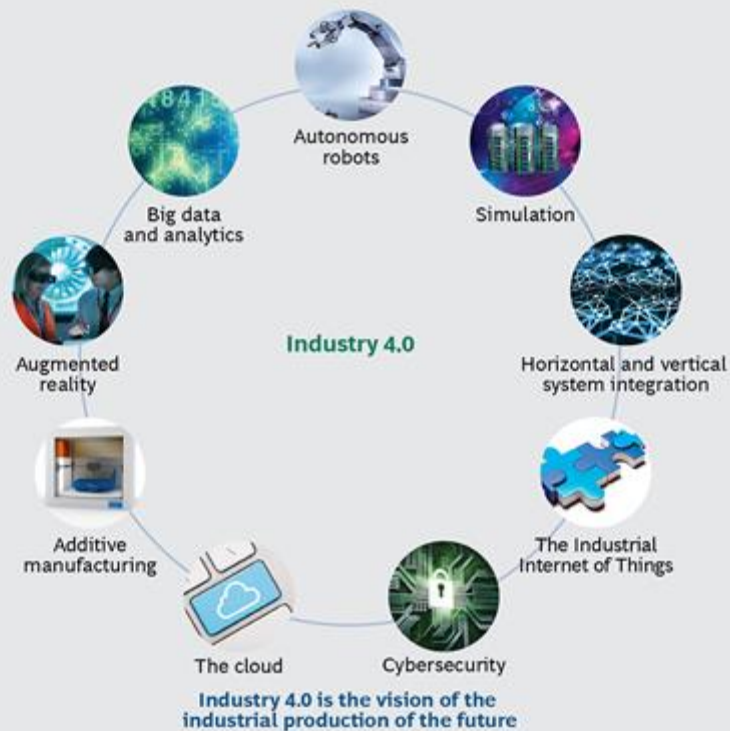 Autonomous
robots
Simulation
Horizontal and vertical
system integration
The Industrial
Internet of Things
Cybersecurity
The cloud
Additive
manufacturing
Augmented
reality
Big data
and analytics
Industry 4.0
Industry 4.0 is the vision of the
industrial production of the future